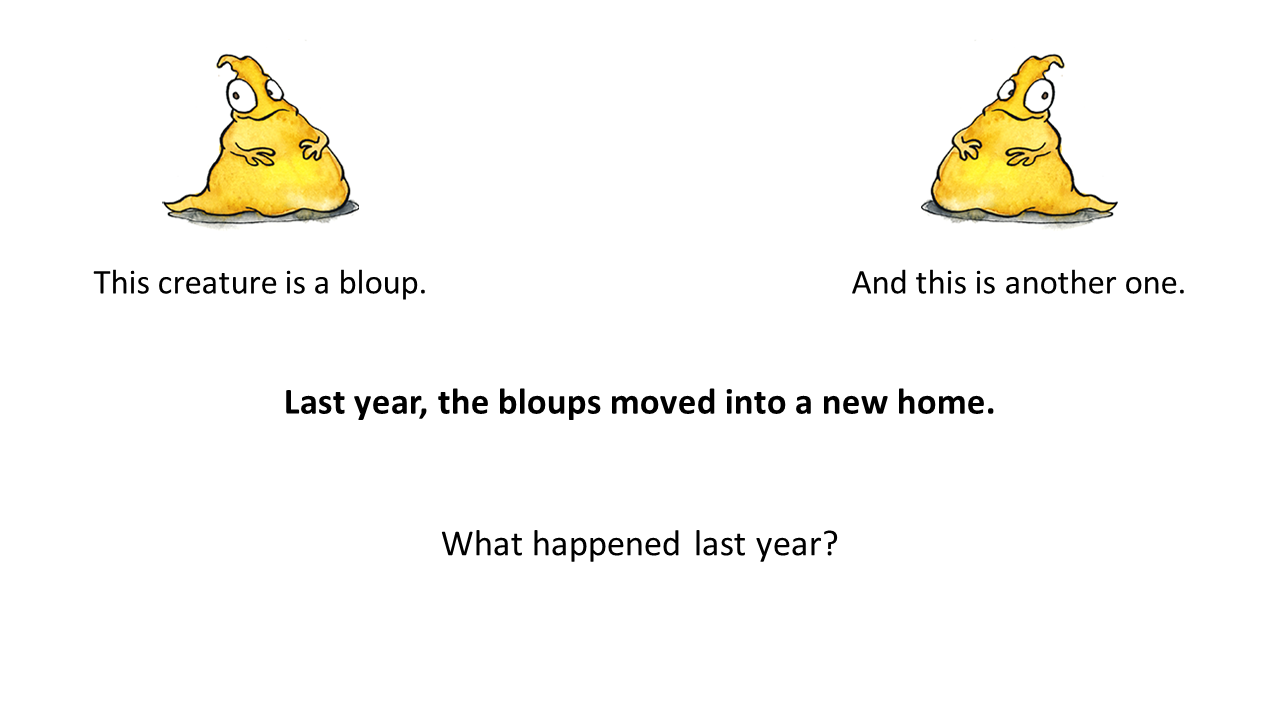 This creature is a bloup.
And this is another one.
Last year, the bloups moved into a new home.
What happened last year?